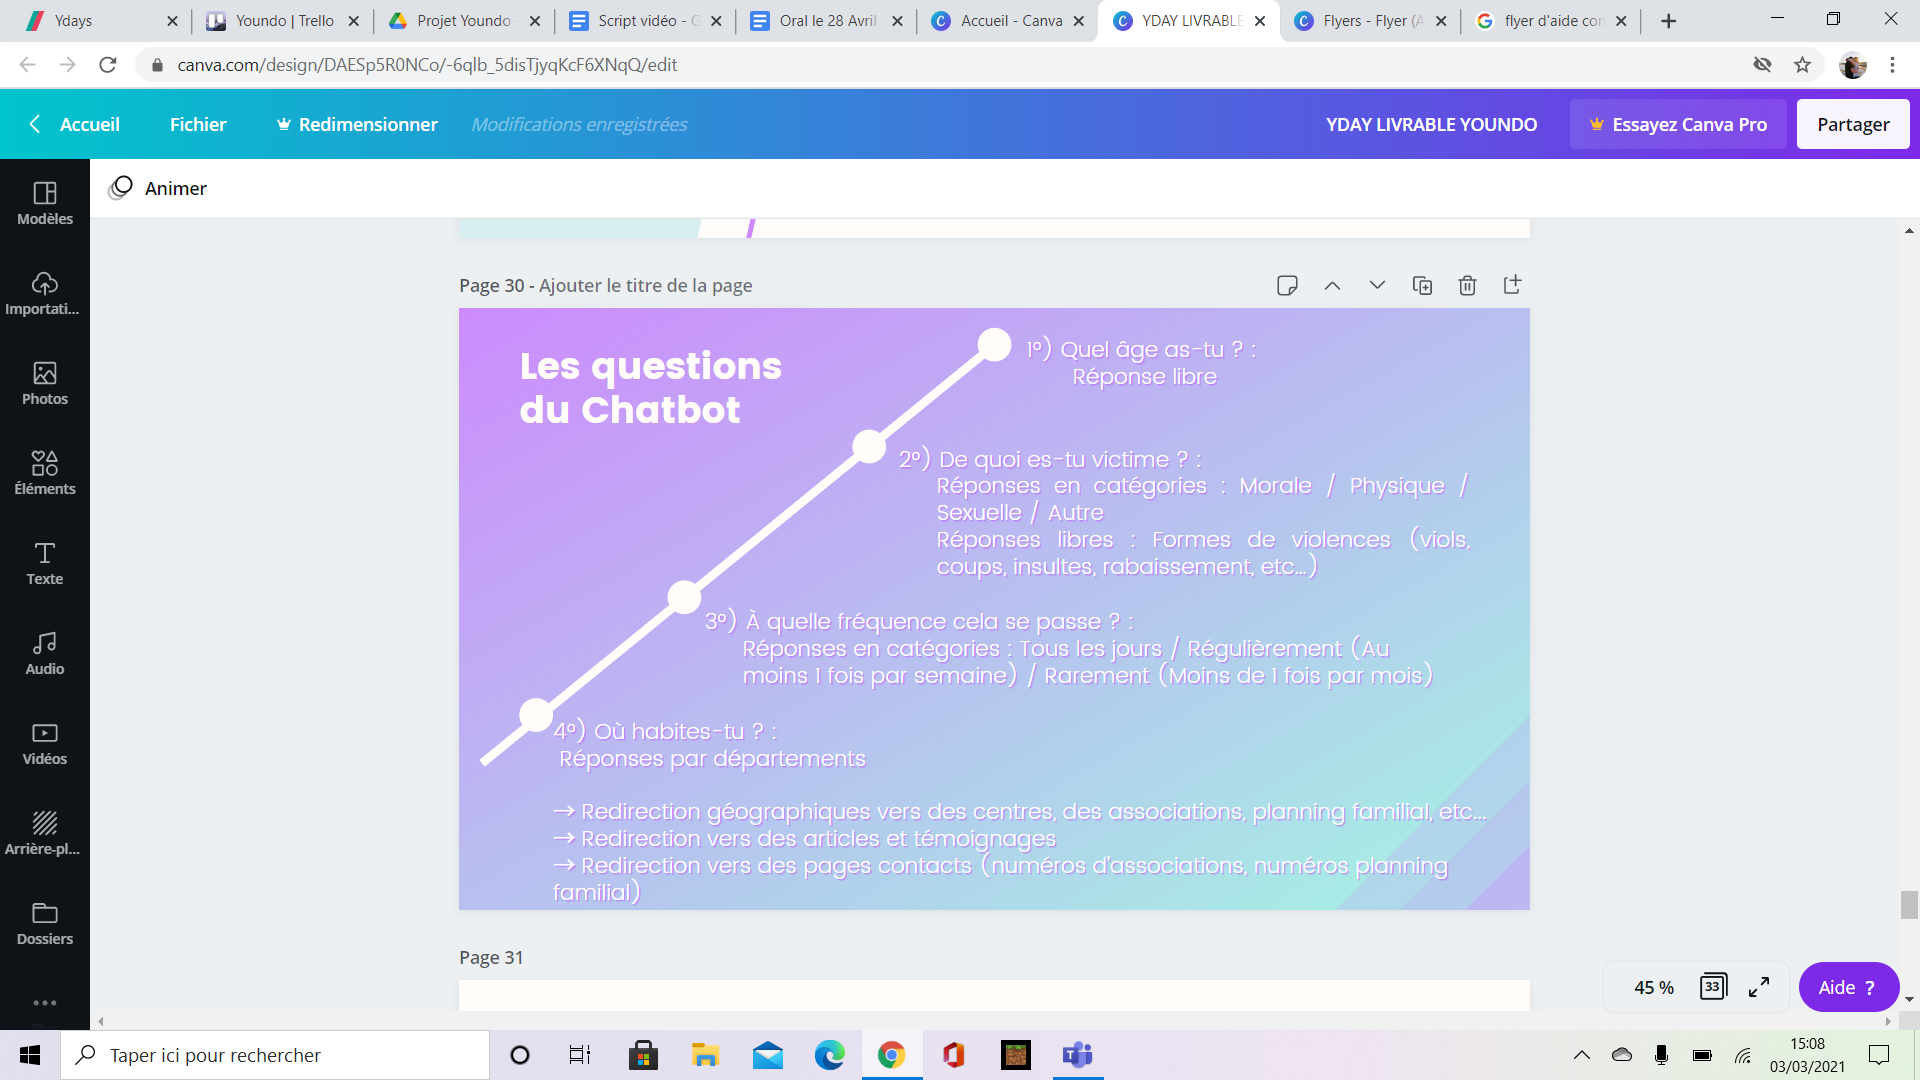 Ydays
Youndo | Trello
Projet Youndo -
Script vidéo - G
Oral le 28 Avril
Accueil - Canva
YDAY LIVRABLE
Flyers - Flyer (A
flyer d'aide con
canva.com/design/DAESp5R0NCo/-6qlb_5disTjyqKcF6XNqQ/edit
Accueil
Fichier
Redimensionner
Modifications enregistrées
YDAY LIVRABLE YOUNDO
Essayez Canva Pro
Partager
Animer
Modèles
Importati...
Photos
Éléments
Texte
Audio
Vidéos
Arrière-pl...
Dossiers
Page 30 - Ajouter le titre de la page
Les questions
du Chatbot
1°) Quel âge as-tu ? :
Réponse libre
2°) De quoi es-tu victime ? :
Réponses en catégories : Morale / Physique /
Sexuelle / Autre
Réponses libres : Formes de violences (viols,
coups, insultes, rabaissement, etc...)
3°) À quelle fréquence cela se passe ? :
Réponses en catégories : Tous les jours / Régulièrement (Au
moins 1 fois par semaine) / Rarement (Moins de 1 fois par mois)
4°) Où habites-tu ? :
Réponses par départements
→ Redirection géographiques vers des centres, des associations, planning familial, etc...
→ Redirection vers des articles et témoignages
→ Redirection vers des pages contacts (numéros d'associations, numéros planning
familial)
Page 31
45 %
33
Aide ?
Taper ici pour rechercher
15:08
03/03/2021